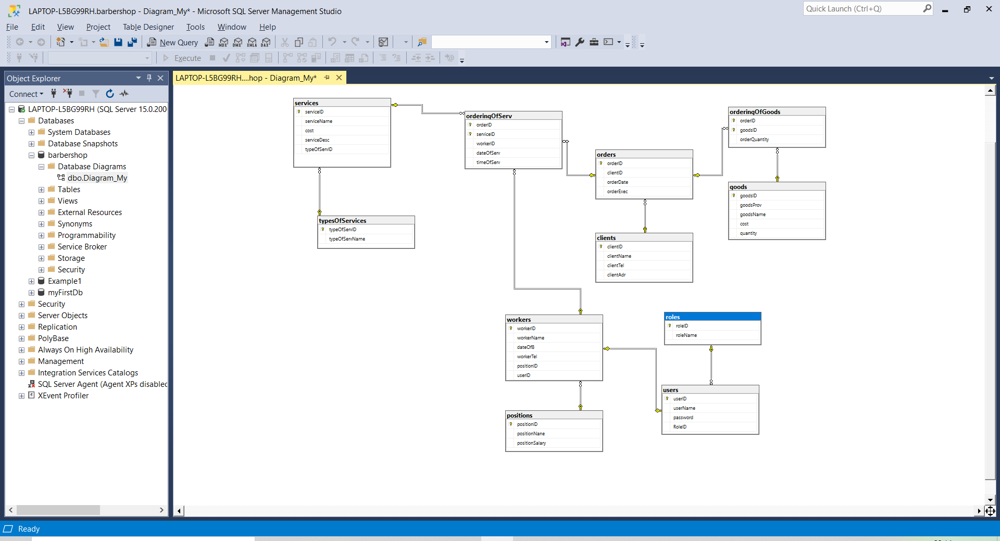 LAPTOP-L5BG99RH.barbershop - Diagram_My* - Microsoft SQL Server Management Studio
Quick Launch (Ctrl+Q)
File Edit View Project Table Designer Tools Window Help
New Query MDX DMX XMLA DAX
Execute
Object Explorer
Connect
LAPTOP-L5BG99RH (SQL Server 15.0.200
Databases
System Databases
Database Snapshots
barbershop
Database Diagrams
dbo.Diagram_My
Tables
Views
External Resources
Synonyms
Programmability
Service Broker
Storage
Security
Example1
myFirstDb
Security
Server Objects
Replication
PolyBase
Always On High Availability
Management
Integration Services Catalogs
SQL Server Agent (Agent XPs disabled
XEvent Profiler
LAPTOP-L5BG99RH....hop - Diagram_My*
services
serviceID
serviceName
cost
serviceDesc
typeOfServID
typesOfServices
typeOfServID
typeOfServName
orderingOfServ
orderID
serviceID
workerID
dateOfServ
timeOfServ
orders
orderID
clientID
orderDate
orderExec
clients
clientID
clientName
clientTel
clientAdr
orderingOfGoods
orderID
goodsID
orderQuantity
goods
goodsID
goodsProv
goodsName
cost
quantity
workers
workerID
workerName
dateOfB
workerTel
positionID
userID
positions
positionID
positionNane
positionSalary
roles
roleID
roleName
users
userID
userName
password
RoleID
Ready